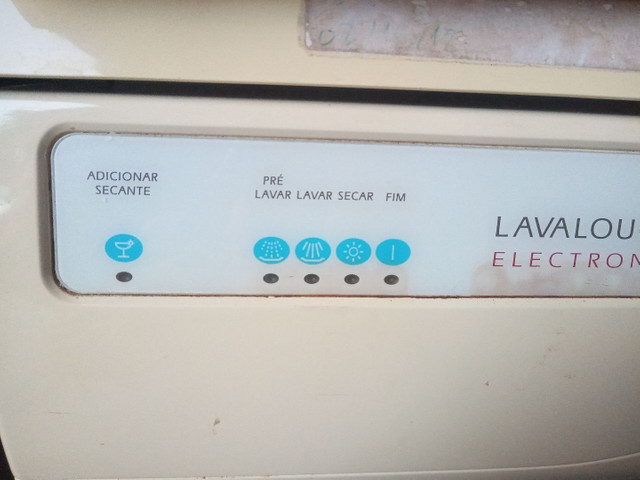 ADICIONAR
SECANTE
PRÉ
LAVAR LAVAR SECAR FIM
LAVALOU
ELECTRON